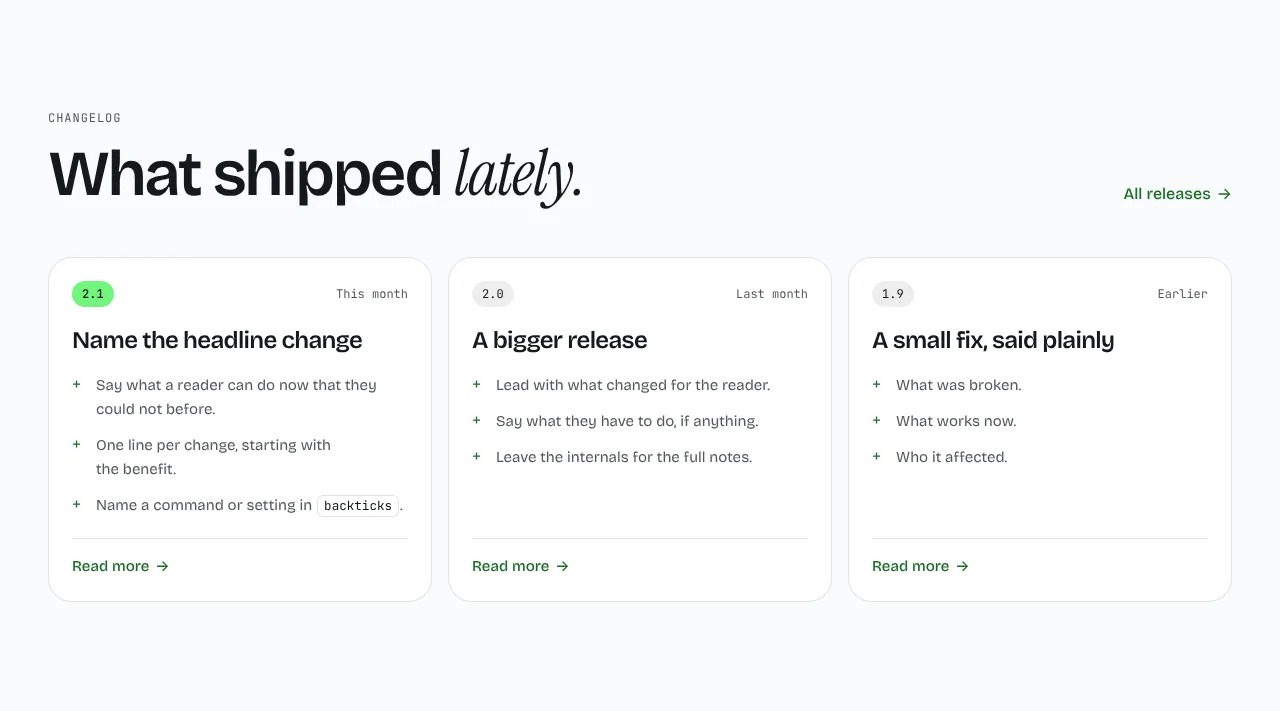 CHANGELOG
What shipped lately.
All releases →
2.1
This month
Name the headline change
+ Say what a reader can do now that they
could not before.
+ One line per change, starting with
the benefit.
+ Name a command or setting in backticks.
Read more →
2.0
Last month
A bigger release
+ Lead with what changed for the reader.
+ Say what they have to do, if anything.
+ Leave the internals for the full notes.
Read more →
1.9
Earlier
A small fix, said plainly
+ What was broken.
+ What works now.
+ Who it affected.
Read more →